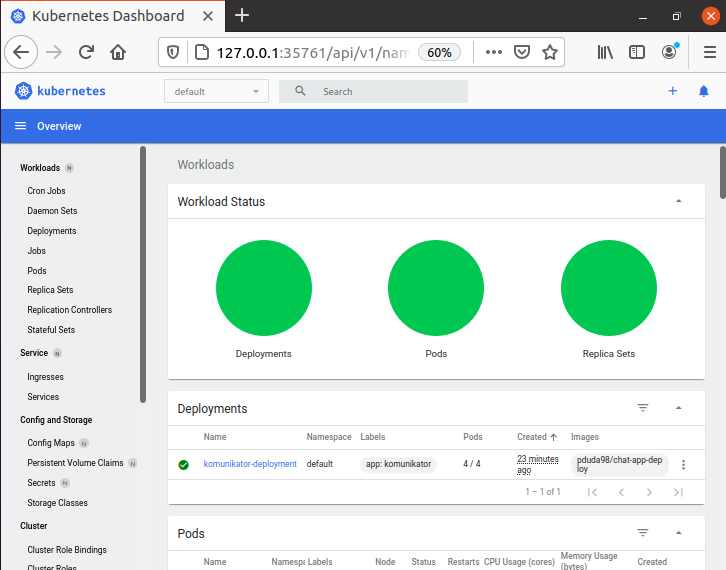 Kubernetes Dashboard
127.0.0.1:35761/api/v1/nam
60%
kubernetes
default
Search
Overview
Workloads N
Cron Jobs
Daemon Sets
Deployments
Jobs
Pods
Replica Sets
Replication Controllers
Stateful Sets
Service N
Ingresses
Services
Config and Storage
Config Maps N
Persistent Volume Claims N
Secrets N
Storage Classes
Cluster
Cluster Role Bindings
Cluster Roles
Workloads
Workload Status
Deployments
Pods
Replica Sets
Deployments
Name Namespace Labels Pods Created Images
komunikator-deployment default app: komunikator 4 / 4 23 minutes ago pduda98/chat-app-deploy
1 – 1 of 1
Pods
Name Namespa Labels Node Status Restarts CPU Usage (cores) Memory Usage (bytes) Created